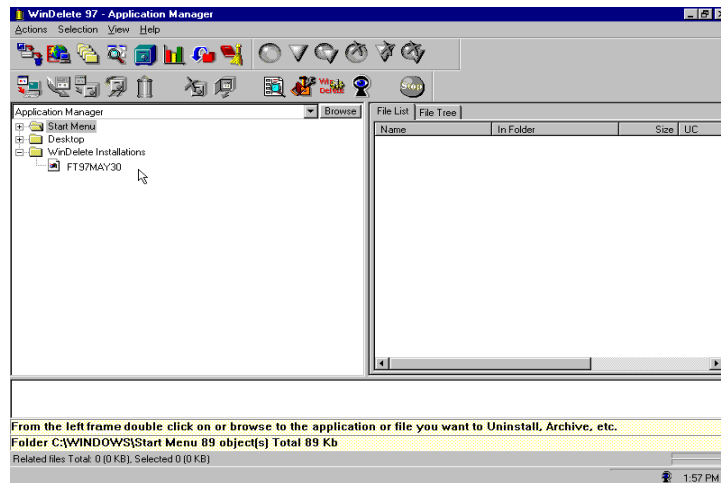 WinDelete 97 - Application Manager
Actions Selection View Help
Stop
Application Manager Browse
File List File Tree
Name In Folder Size UC
Start Menu
Desktop
WinDelete Installations
FT97MAY30
From the left frame double click on or browse to the application or file you want to Uninstall, Archive, etc.
Folder C:\WINDOWS\Start Menu 89 object(s) Total 89 Kb
Related files Total: 0 (0 KB), Selected 0 (0 KB)
1:57 PM